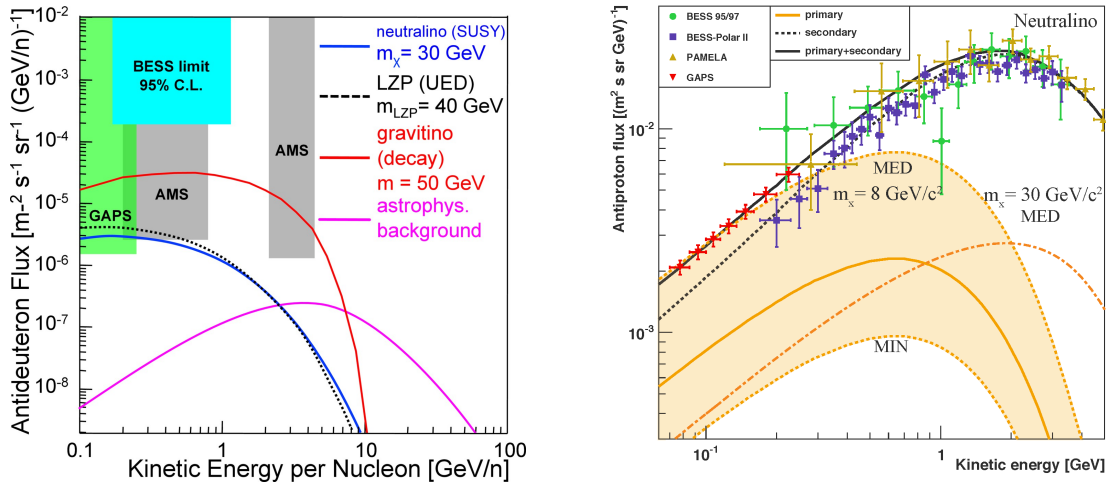 Antideuteron Flux [m⁻² s⁻¹ sr⁻¹ (GeV/n)⁻¹]
10⁻²
10⁻³
10⁻⁴
10⁻⁵
10⁻⁶
10⁻⁷
10⁻⁸
BESS limit
95% C.L.
AMS
AMS
GAPS
neutralino (SUSY)
mχ = 30 GeV
LZP (UED)
m_LZP= 40 GeV
gravitino
(decay)
m = 50 GeV
astrophys.
background
0.1
1
10
100
Kinetic Energy per Nucleon [GeV/n]
Antiproton flux [m² s sr GeV)⁻¹]
10⁻²
10⁻³
BESS 95/97
BESS-Polar II
PAMELA
GAPS
primary
secondary
primary+secondary
Neutralino
MED
mₓ= 8 GeV/c²
mₓ= 30 GeV/c²
MED
MIN
10⁻¹
1
Kinetic energy [GeV]